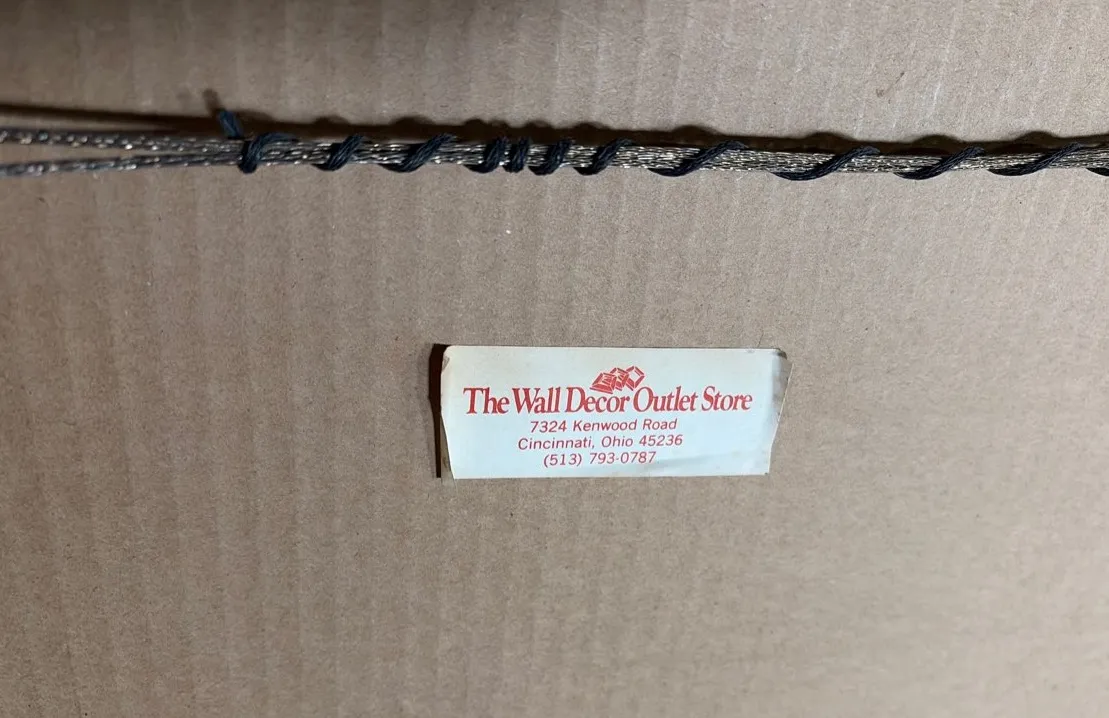 The Wall Decor Outlet Store
7324 Kenwood Road
Cincinnati, Ohio 45236
(513) 793-0787